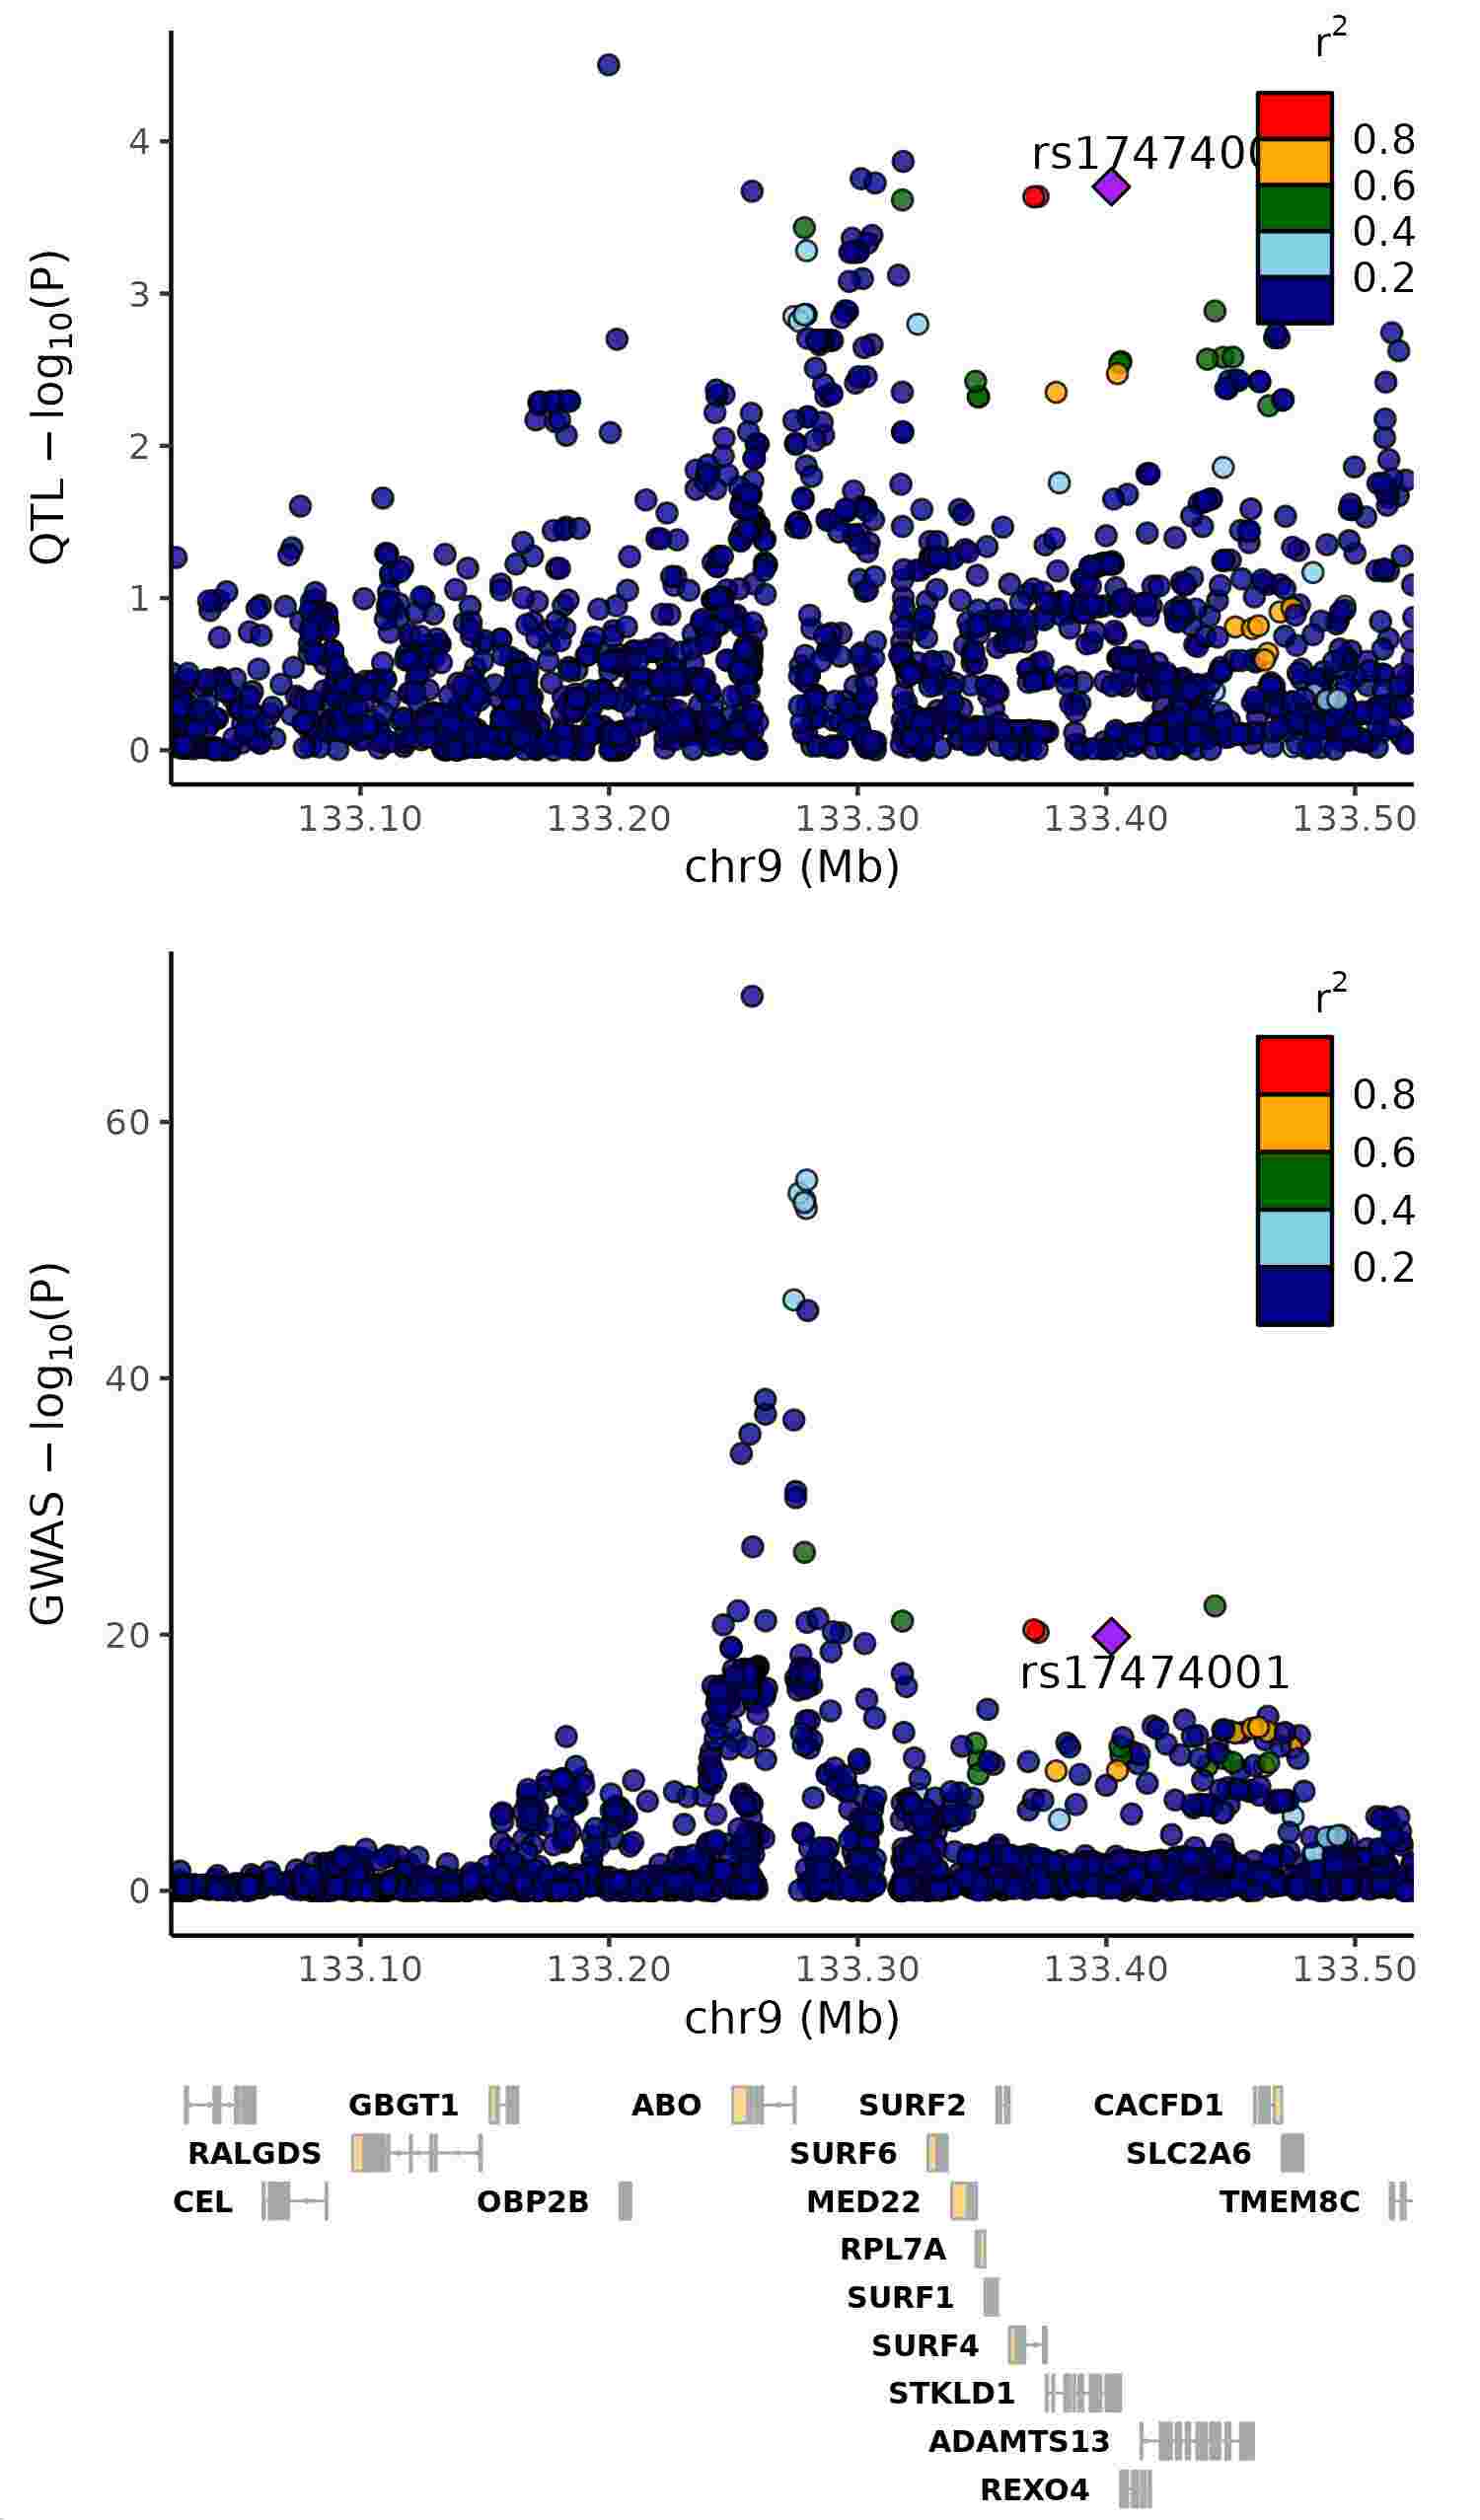 r²
4
3
2
1
0
QTL − log₁₀(P)
0.8
0.6
0.4
0.2
133.10 133.20 133.30 133.40 133.50
chr9 (Mb)
r²
60
40
20
0
GWAS − log₁₀(P)
0.8
0.6
0.4
0.2
rs17474001
133.10 133.20 133.30 133.40 133.50
chr9 (Mb)
GBGT1 ABO SURF2 CACFD1
RALGDS SURF6 SLC2A6
CEL OBP2B MED22 TMEM8C
RPL7A
SURF1
SURF4
STKLD1
ADAMTS13
REXO4